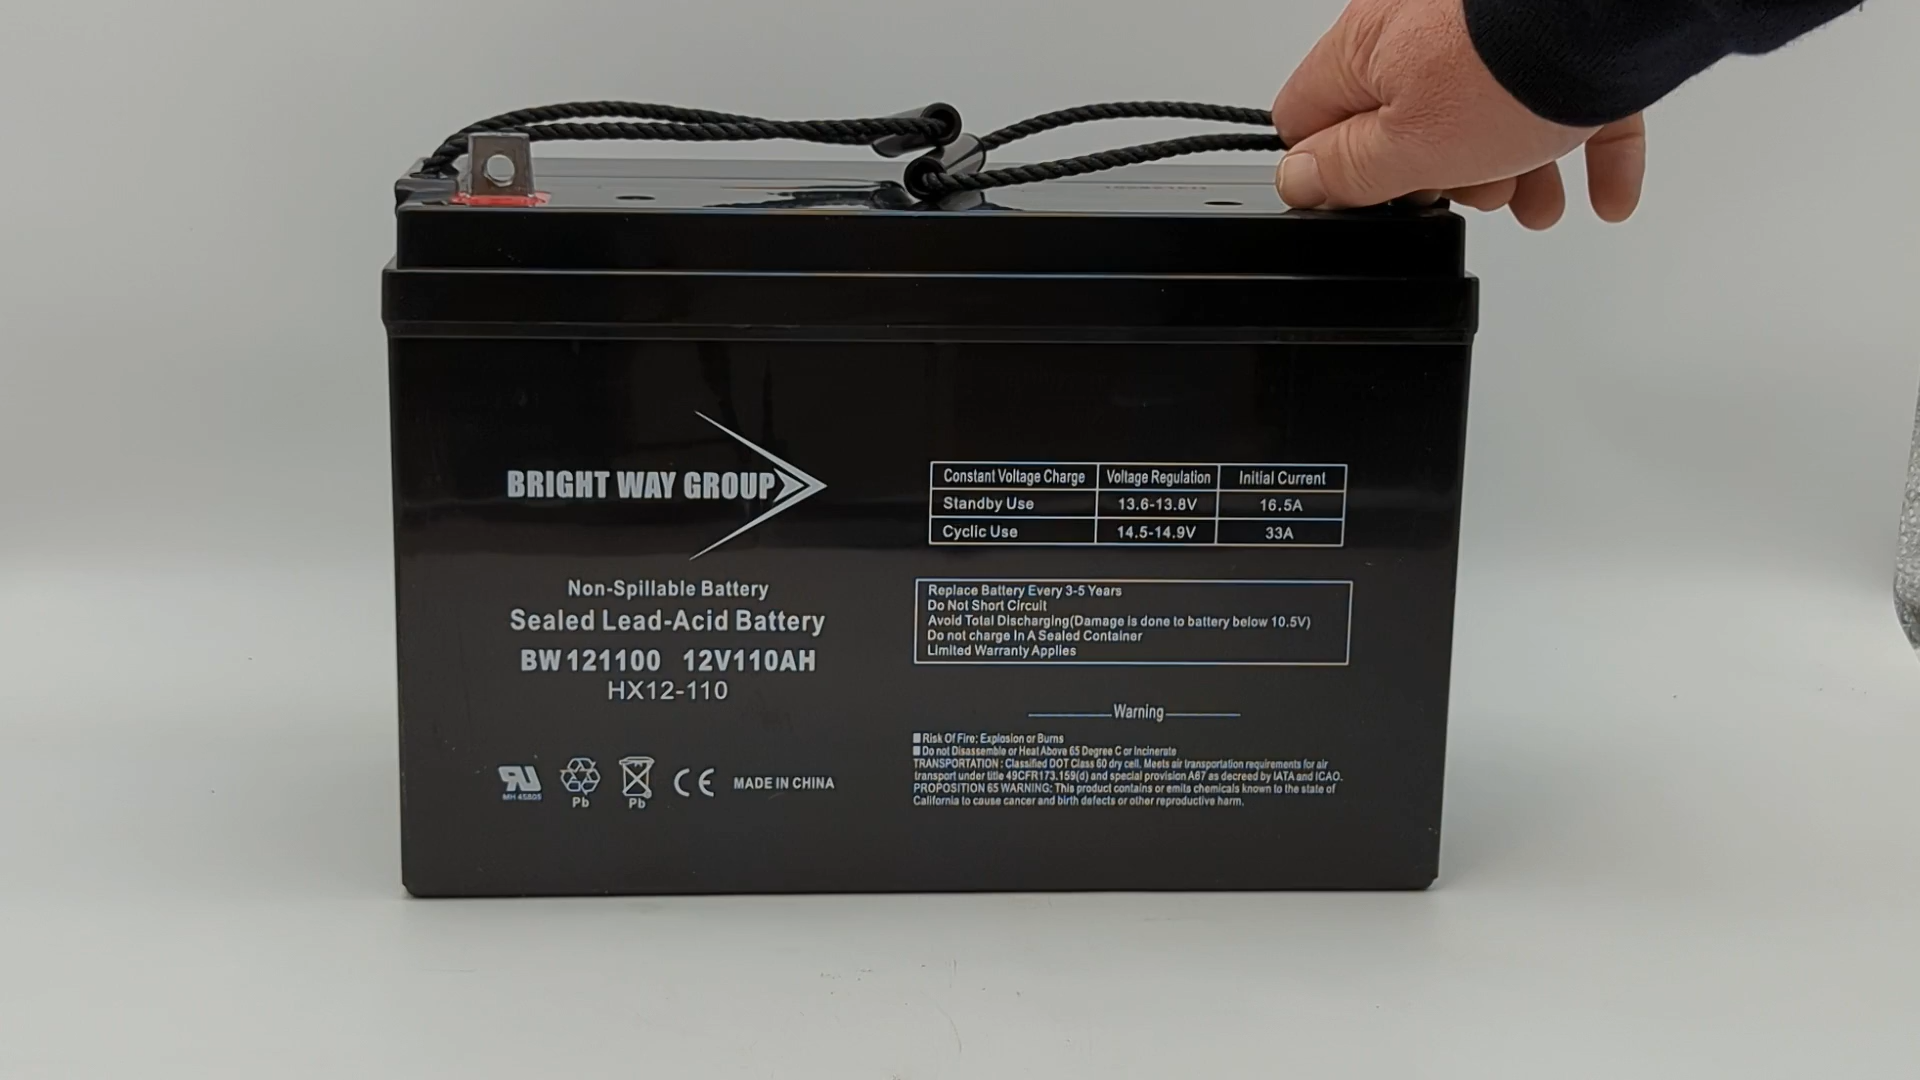 BRIGHT WAY GROUP
Non-Spillable Battery
Sealed Lead-Acid Battery
BW 121100 12V110AH
HX12-110
MH 45805
Pb
Pb
CE
MADE IN CHINA
Constant Voltage Charge Voltage Regulation Initial Current
Standby Use 13.6-13.8V 16.5A
Cyclic Use 14.5-14.9V 33A
Replace Battery Every 3-5 Years
Do Not Short Circuit
Avoid Total Discharging(Damage is done to battery below 10.5V)
Do not charge In A Sealed Container
Limited Warranty Applies
Warning
Risk Of Fire; Explosion or Burns
Do not Disassemble or Heat Above 65 Degree C or Incinerate
TRANSPORTATION : Classified DOT Class 60 dry cell. Meets air transportation requirements for air
transport under title 49CFR173.159(d) and special provision A67 as decreed by IATA and ICAO.
PROPOSITION 65 WARNING: This product contains or emits chemicals known to the state of
California to cause cancer and birth defects or other reproductive harm.